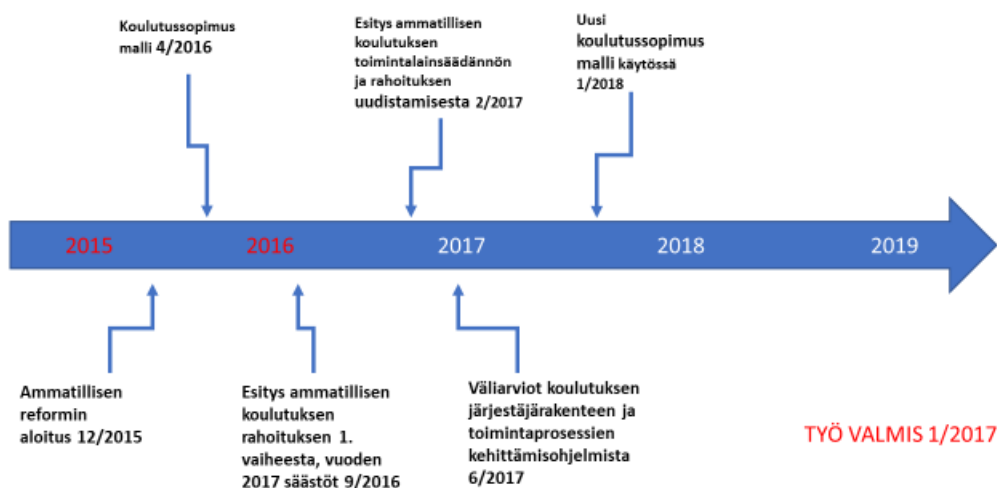 Koulutussopimus
malli 4/2016
Esitys ammatillisen
koulutuksen
toimintalainsäädännön
ja rahoituksen
uudistamisesta 2/2017
Uusi
koulutussopimus
malli käytössä
1/2018
2015
2016
2017
2018
2019
Ammatillisen
reformin
aloitus 12/2015
Esitys ammatillisen
koulutuksen
rahoituksen 1.
vaiheesta, vuoden
2017 säästöt 9/2016
Väliarviot koulutuksen
järjestäjärakenteen ja
toimintaprosessien
kehittämisohjelmista
6/2017
TYÖ VALMIS 1/2017